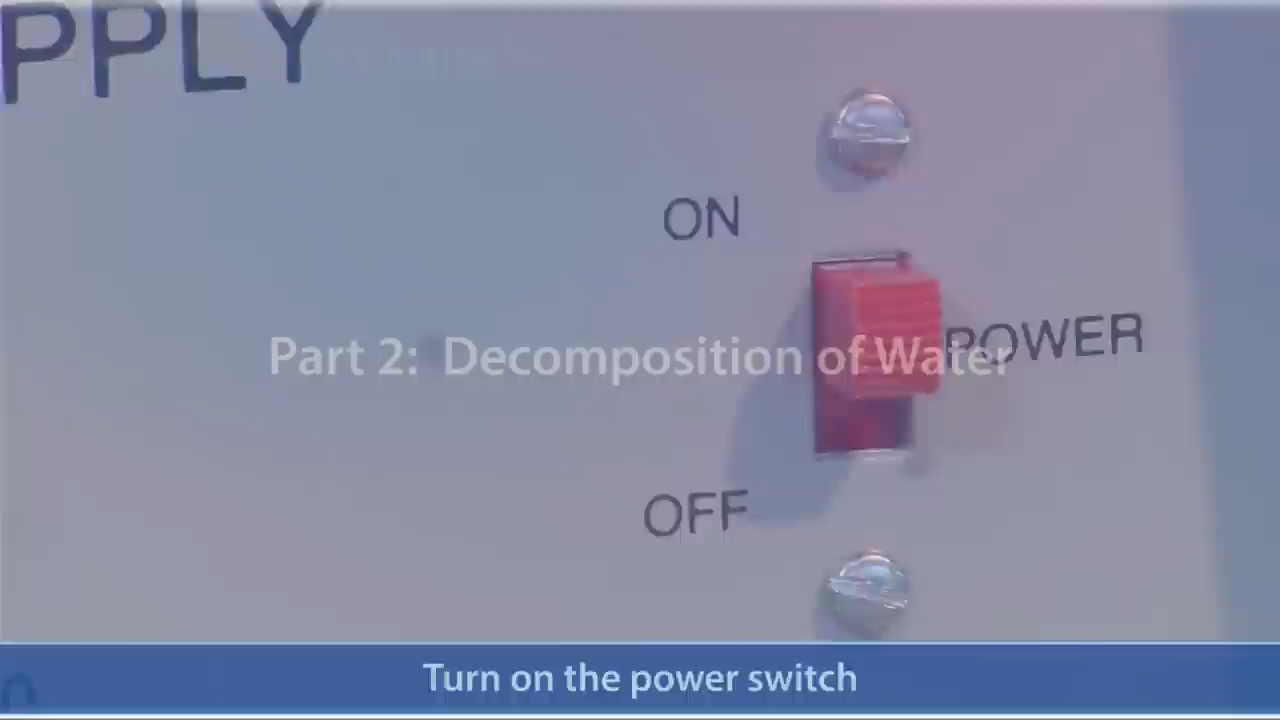 PPLY
ON
POWER
Part 2: Decomposition of Water
OFF
Turn on the power switch